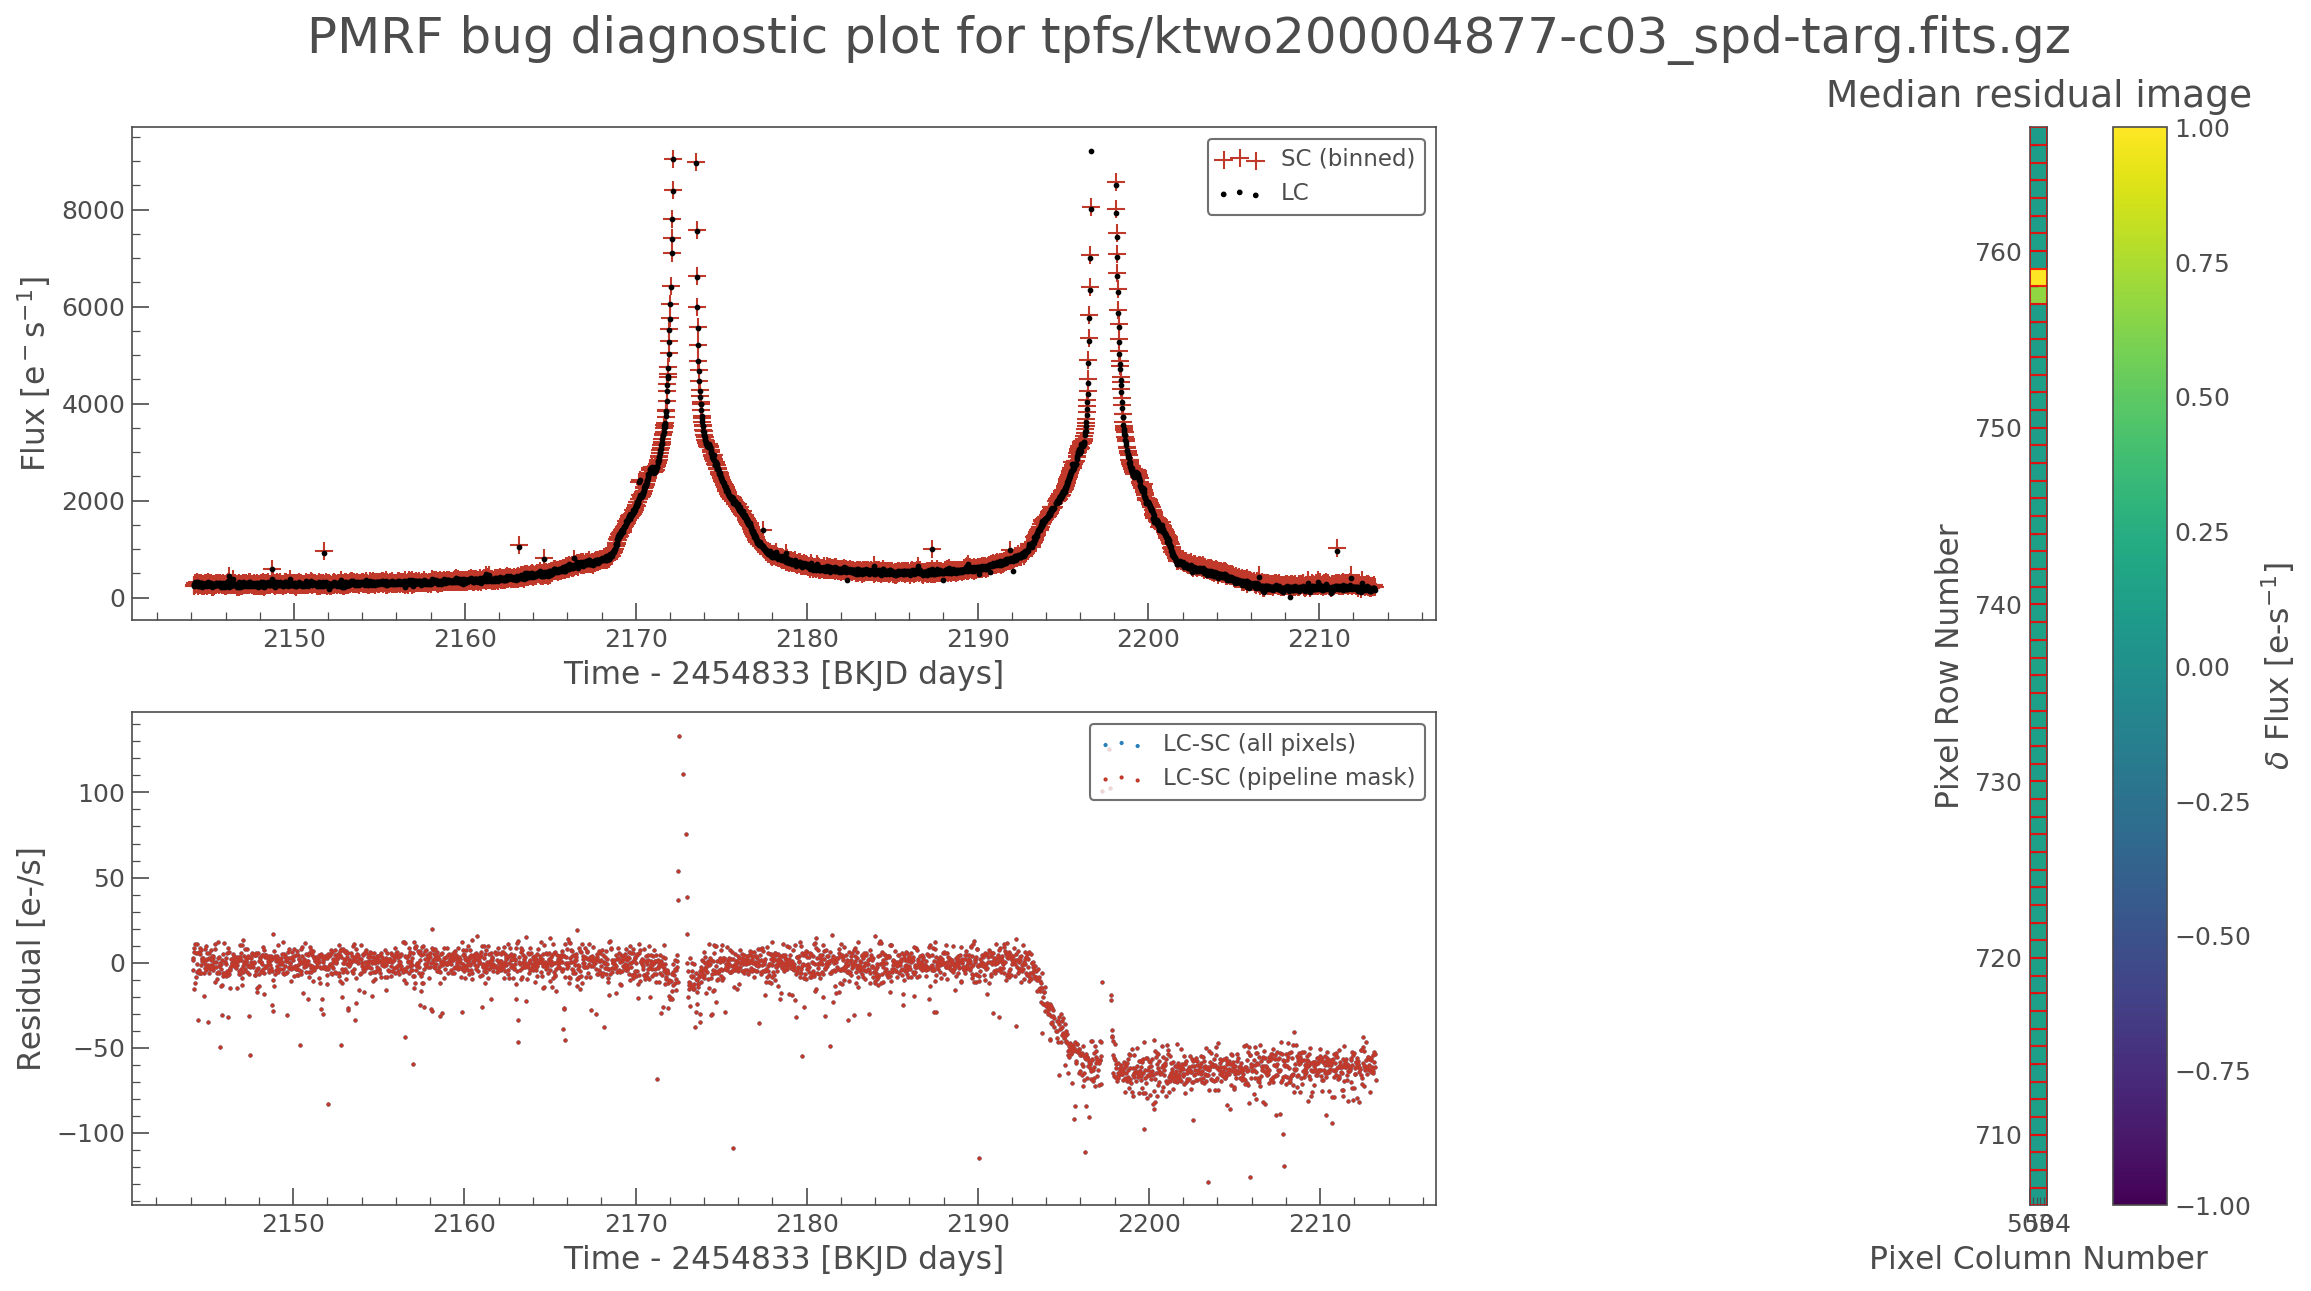 PMRF bug diagnostic plot for tpfs/ktwo200004877-c03_spd-targ.fits.gz
Flux [e⁻ s⁻¹]
8000
6000
4000
2000
0
SC (binned)
LC
2150 2160 2170 2180 2190 2200 2210
Time - 2454833 [BKJD days]
Residual [e-/s]
100
50
0
−50
−100
LC-SC (all pixels)
LC-SC (pipeline mask)
2150 2160 2170 2180 2190 2200 2210
Time - 2454833 [BKJD days]
Median residual image
Pixel Row Number
760
750
740
730
720
710
503 504
Pixel Column Number
1.00
0.75
0.50
0.25
0.00
−0.25
−0.50
−0.75
−1.00
δ Flux [e-s⁻¹]